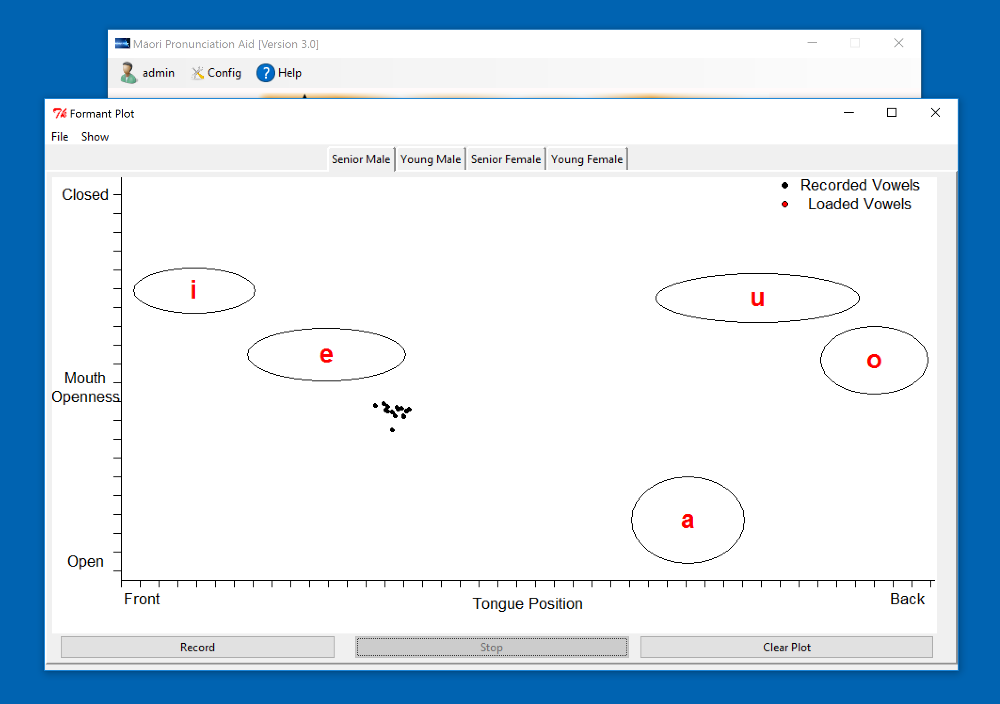 Māori Pronunciation Aid [Version 3.0]
admin Config ? Help
Tk Formant Plot
File Show
Senior Male Young Male Senior Female Young Female
Closed
Recorded Vowels
Loaded Vowels
i
u
e
o
Mouth
Openness
a
Open
Front
Tongue Position
Back
Record Stop Clear Plot